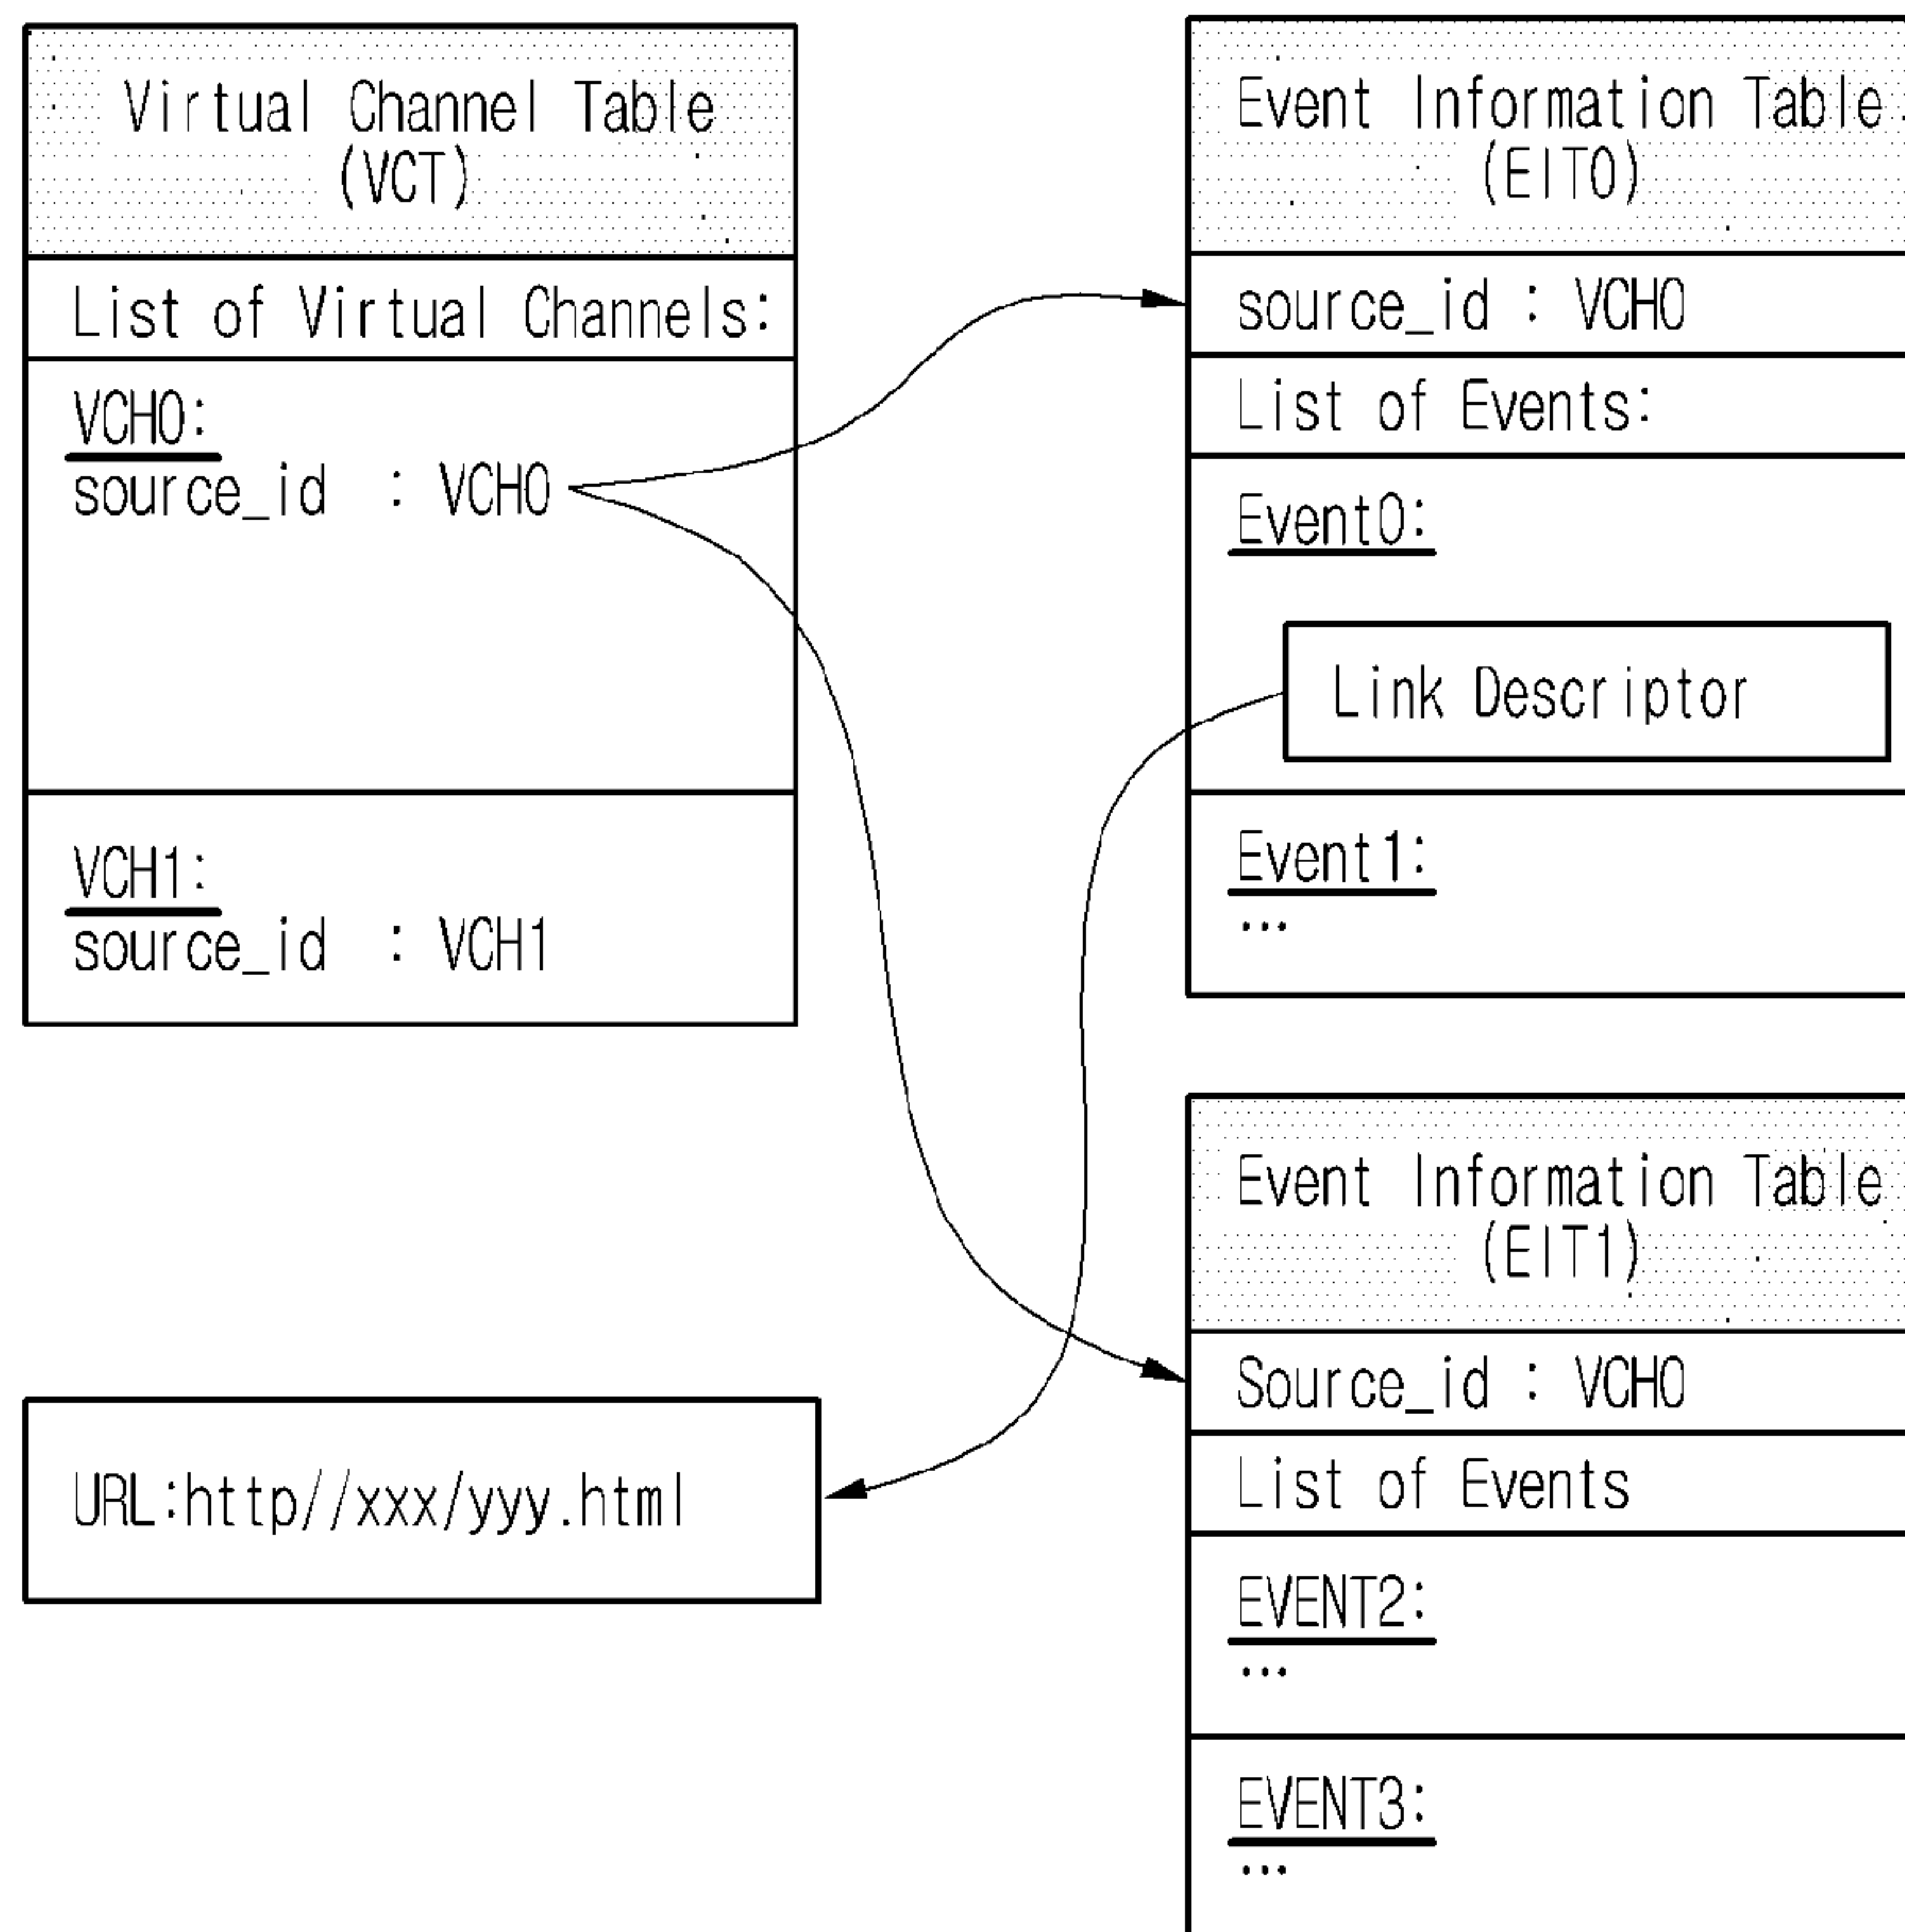 Virtual Channel Table
(VCT)
List of Virtual Channels:
VCH0:
source_id : VCH0
VCH1:
source_id : VCH1
URL:http//xxx/yyy.html
Event Information Table
(EIT0)
source_id : VCH0
List of Events:
Event0:
Link Descriptor
Event1:
...
Event Information Table
(EIT1)
Source_id : VCH0
List of Events
EVENT2:
...
EVENT3:
...